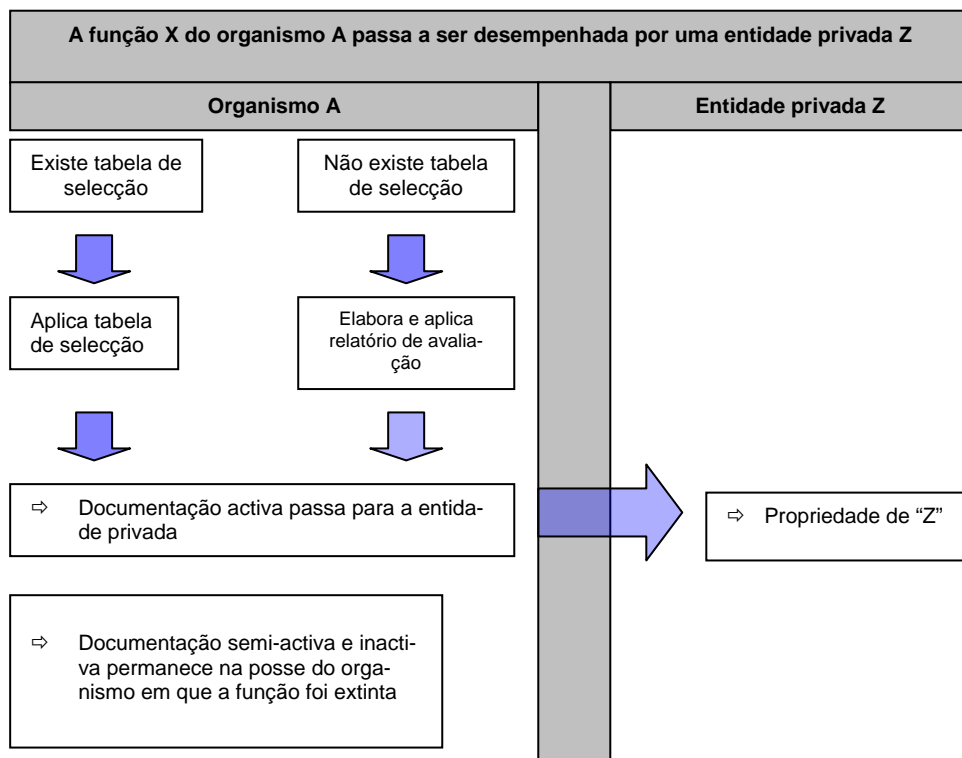 A função X do organismo A passa a ser desempenhada por uma entidade privada Z
Organismo A
Entidade privada Z
Existe tabela de
selecção
Não existe tabela
de selecção
Aplica tabela
de selecção
Elabora e aplica
relatório de avalia-
ção
⇨ Documentação activa passa para a entida-
de privada
⇨ Propriedade de “Z”
⇨ Documentação semi-activa e inacti-
va permanece na posse do orga-
nismo em que a função foi extinta